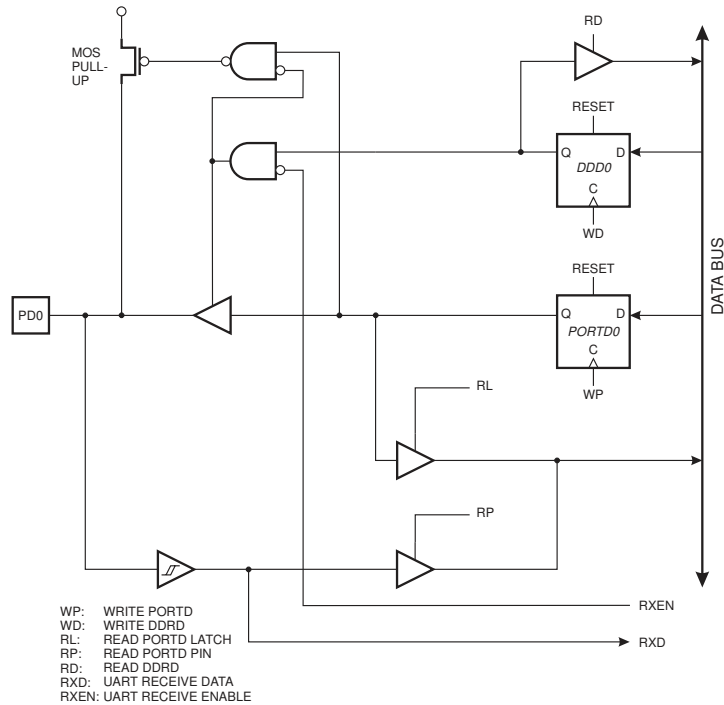 RD
MOS
PULL-
UP
RESET
Q D
DDD0
C
WD
DATA BUS
RESET
PD0
Q D
PORTD0
C
WP
RL
RP
RXEN
RXD
WP: WRITE PORTD
WD: WRITE DDRD
RL: READ PORTD LATCH
RP: READ PORTD PIN
RD: READ DDRD
RXD: UART RECEIVE DATA
RXEN: UART RECEIVE ENABLE